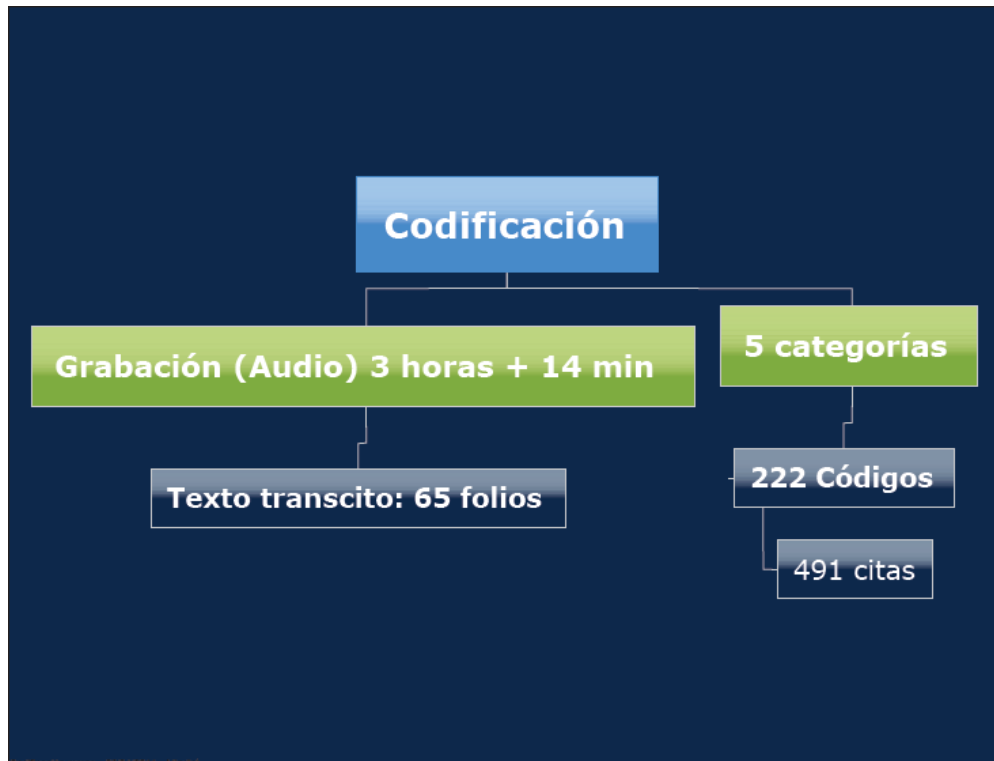 Codificación
Grabación (Audio) 3 horas + 14 min
5 categorías
Texto transcito: 65 folios
222 Códigos
491 citas